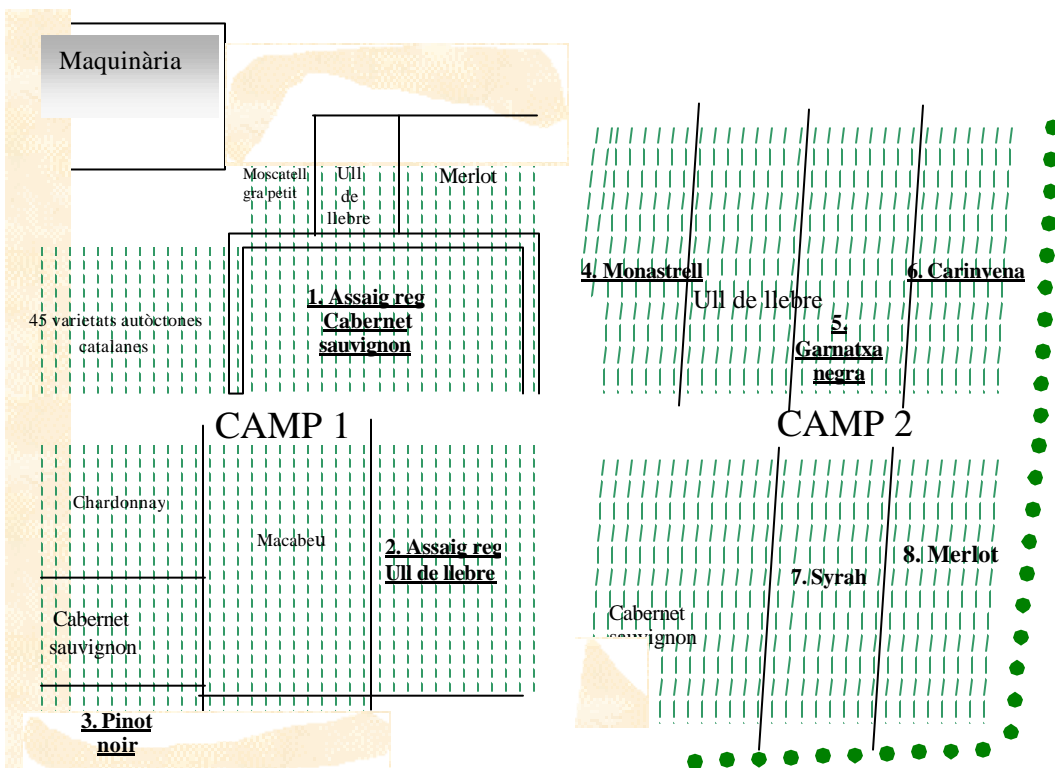 Maquinària
Moscatell
gra petit
Ull
de
llebre
Merlot
1. Assaig reg
Cabernet
sauvignon
45 varietats autòctones
catalanes
CAMP 1
Chardonnay
Macabeu
2. Assaig reg
Ull de llebre
Cabernet
sauvignon
3. Pinot
noir
4. Monastrell
Ull de llebre
5.
Garnatxa
negra
6. Carinvena
CAMP 2
7. Syrah
8. Merlot
Cabernet
sauvignon